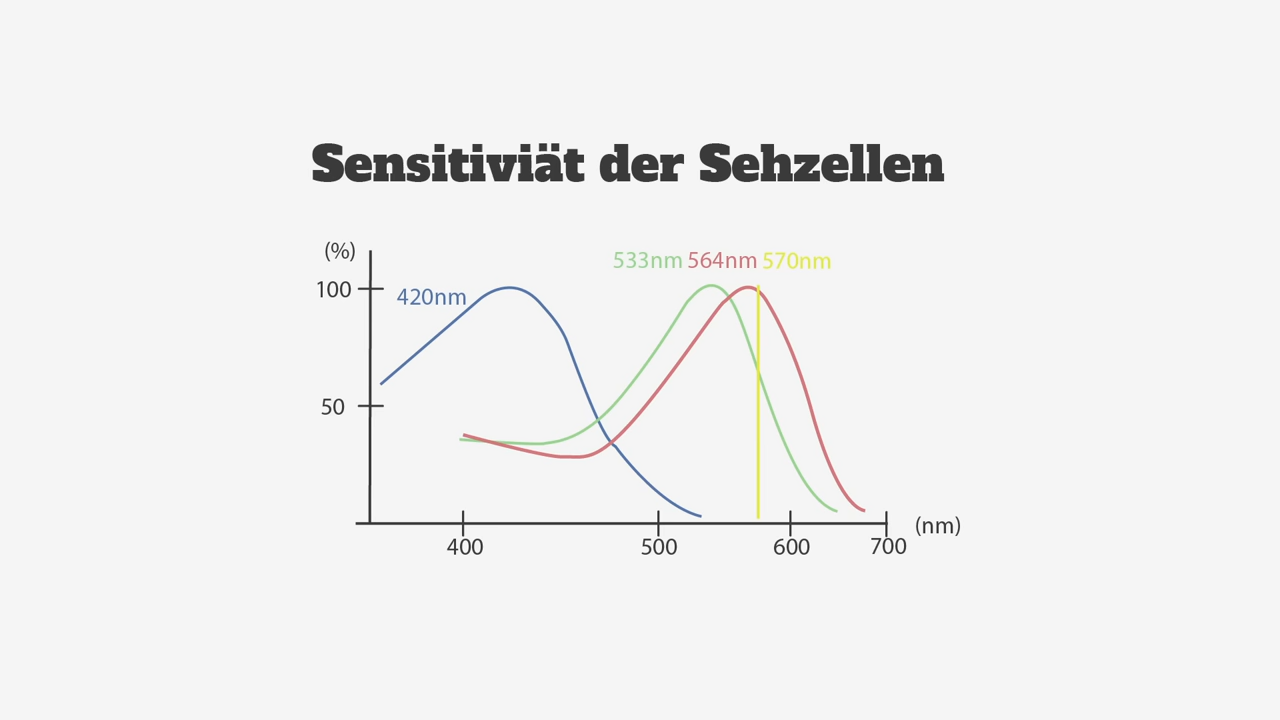 Sensitiviät der Sehzellen
(%)
533nm 564nm 570nm
100
420nm
50
400 500 600 700
(nm)